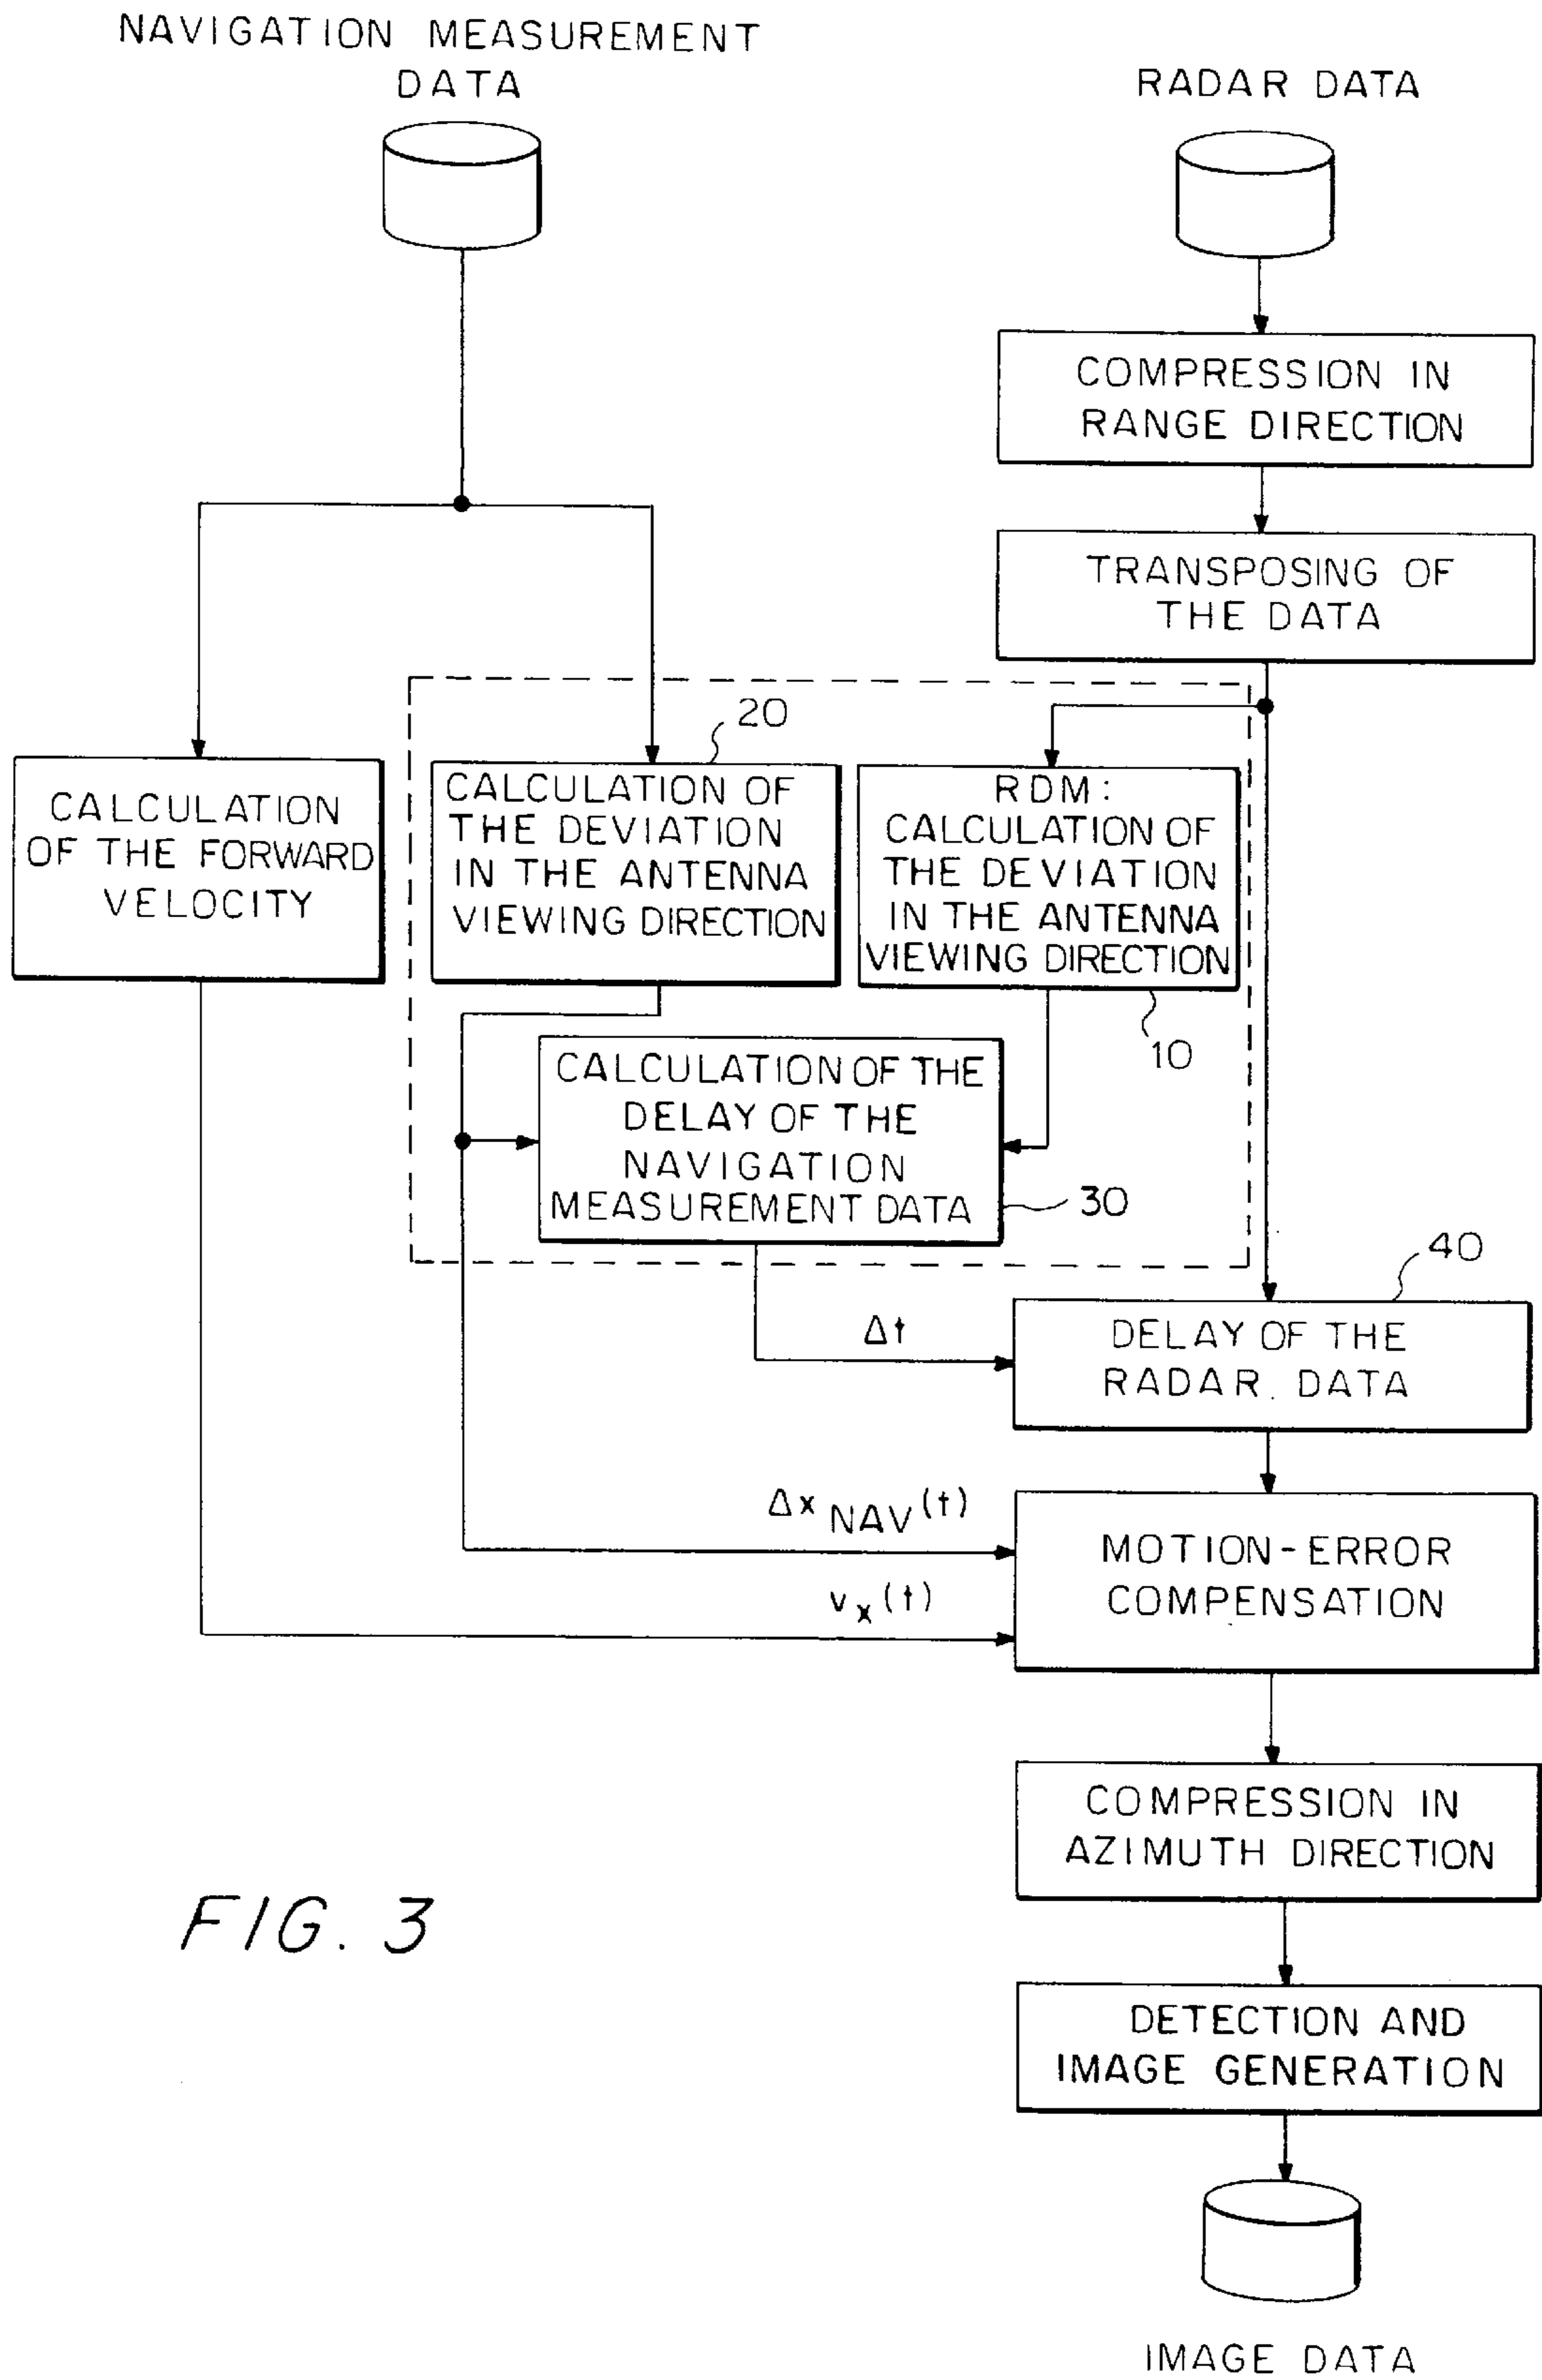 NAVIGATION MEASUREMENT
DATA
RADAR DATA
COMPRESSION IN
RANGE DIRECTION
TRANSPOSING OF
THE DATA
20
CALCULATION
OF THE FORWARD
VELOCITY
CALCULATION OF
THE DEVIATION
IN THE ANTENNA
VIEWING DIRECTION
RDM:
CALCULATION OF
THE DEVIATION
IN THE ANTENNA
VIEWING DIRECTION
10
CALCULATION OF THE
DELAY OF THE
NAVIGATION
MEASUREMENT DATA
30
40
Δt
DELAY OF THE
RADAR DATA
Δx NAV (t)
vx (t)
MOTION-ERROR
COMPENSATION
COMPRESSION IN
AZIMUTH DIRECTION
FIG. 3
DETECTION AND
IMAGE GENERATION
IMAGE DATA